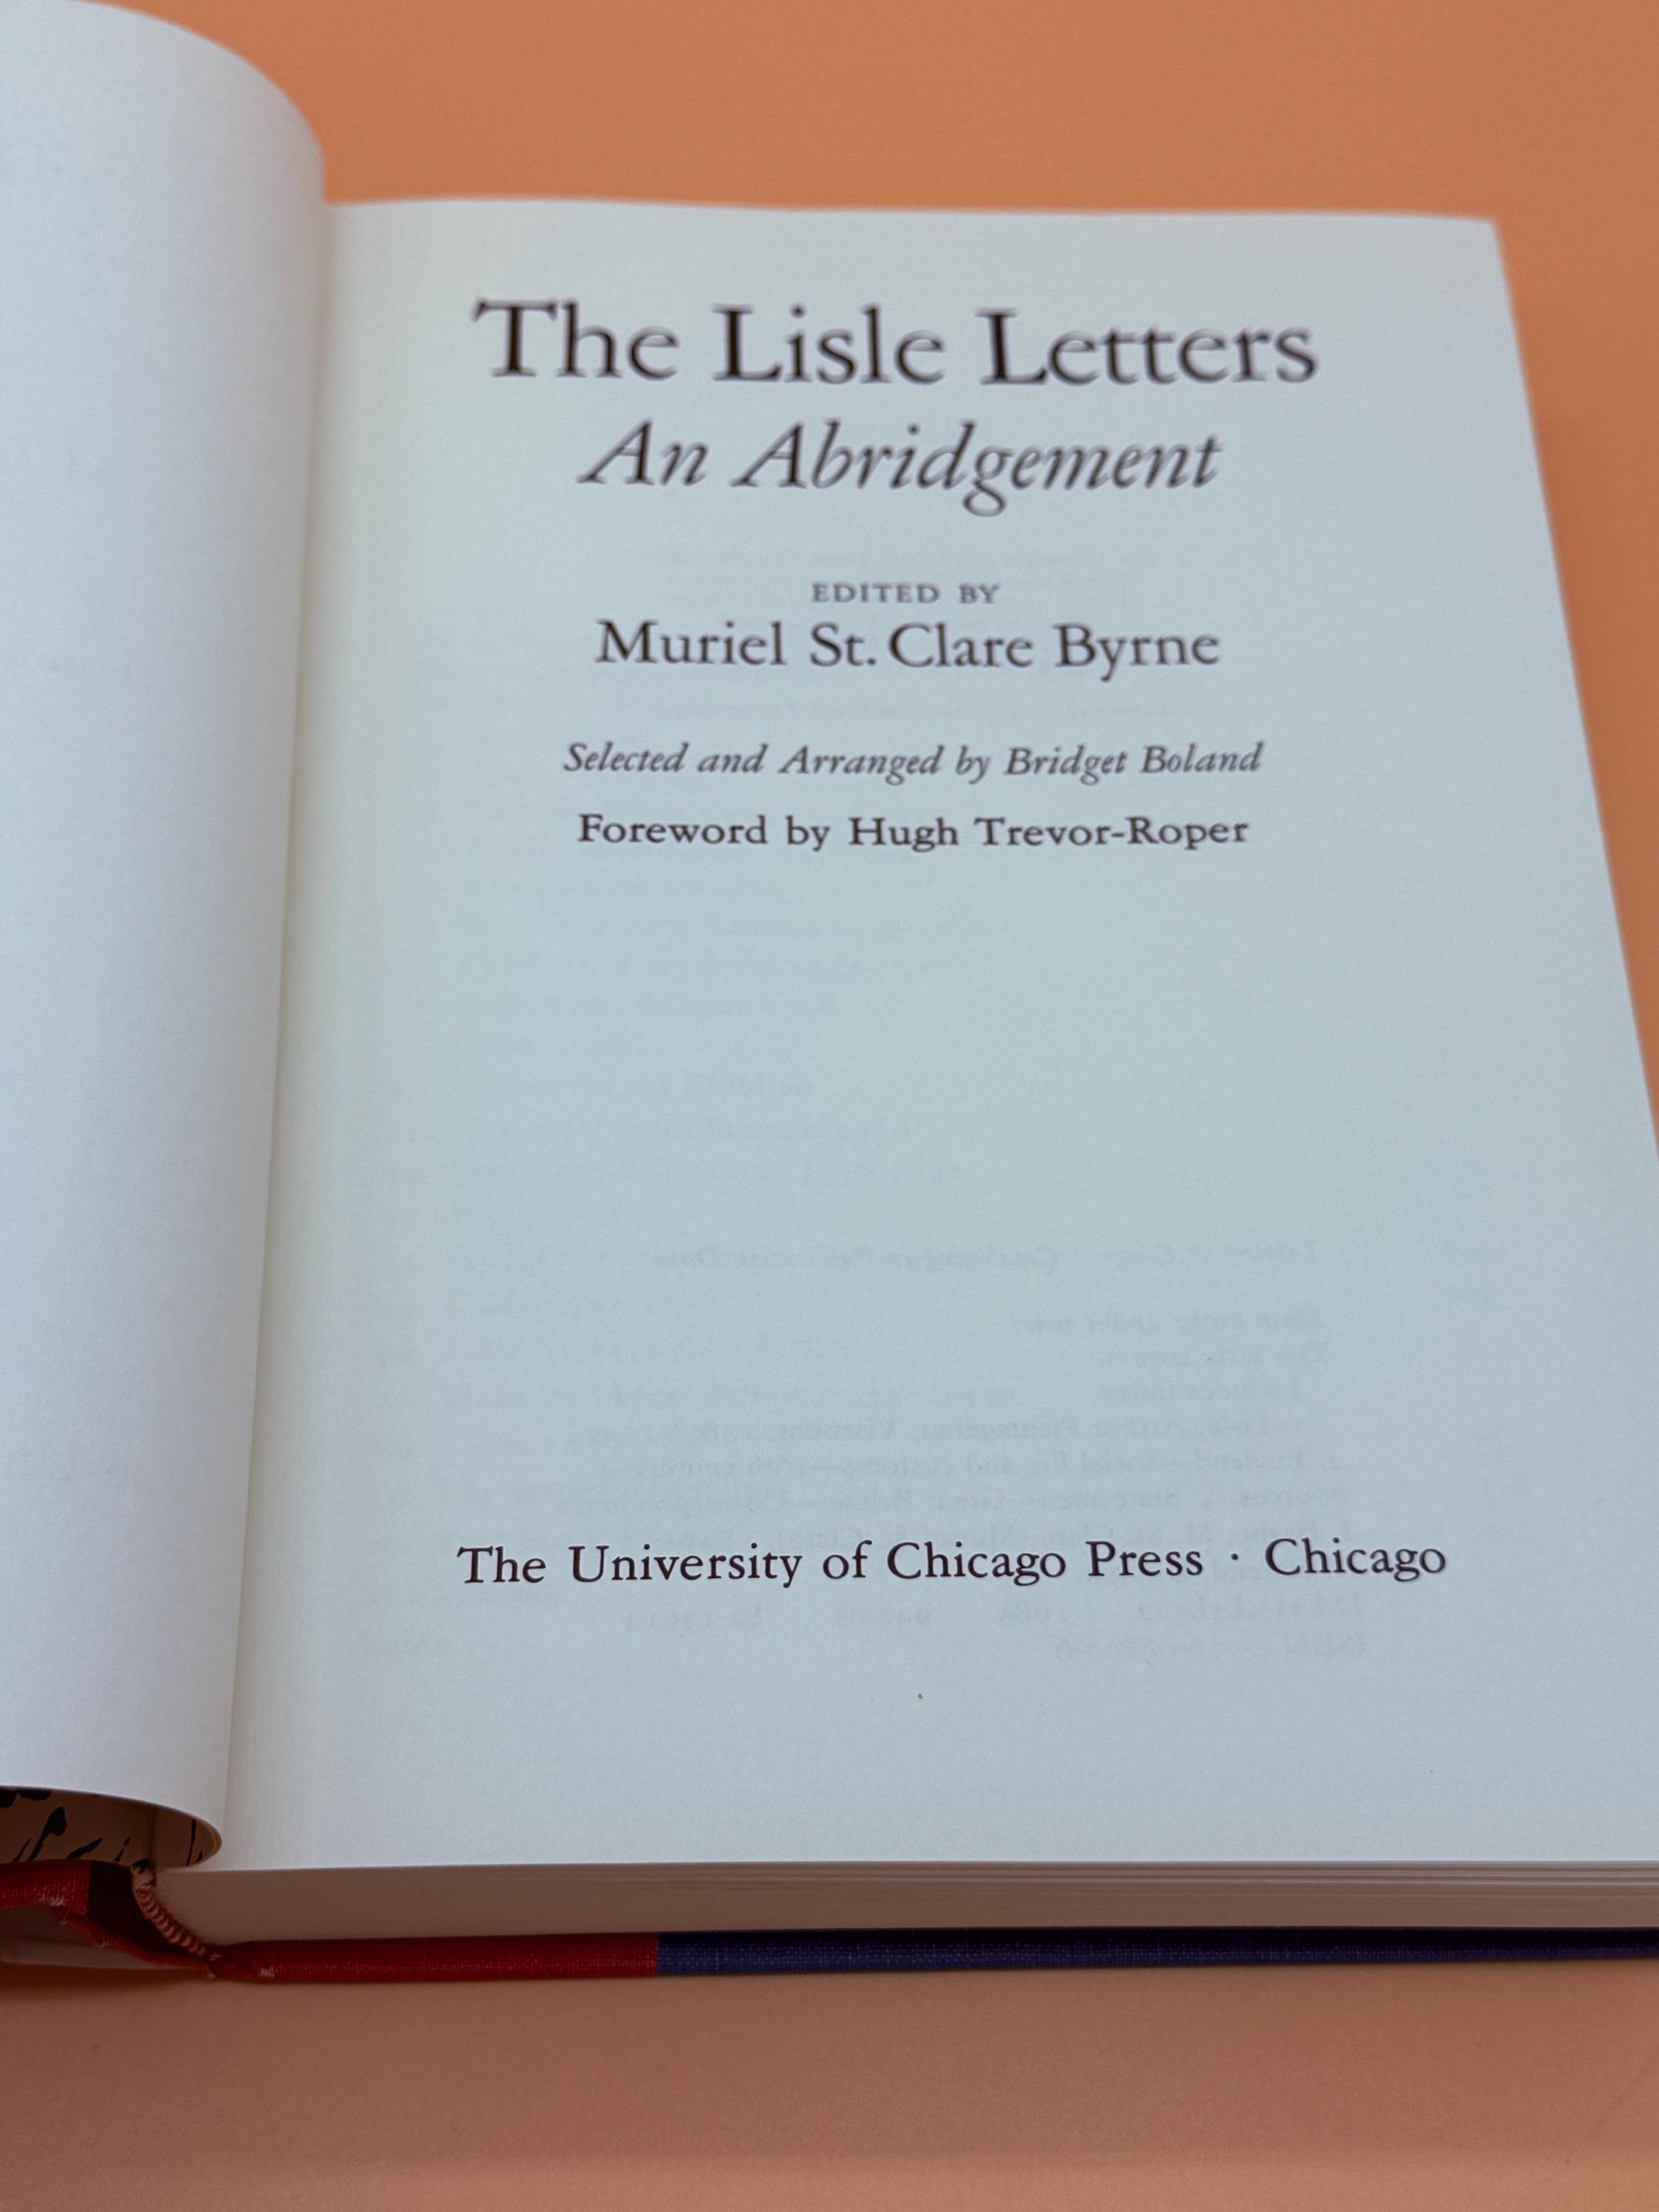 The Lisle Letters
An Abridgement
EDITED BY
Muriel St. Clare Byrne
Selected and Arranged by Bridget Boland
Foreword by Hugh Trevor-Roper
The University of Chicago Press · Chicago